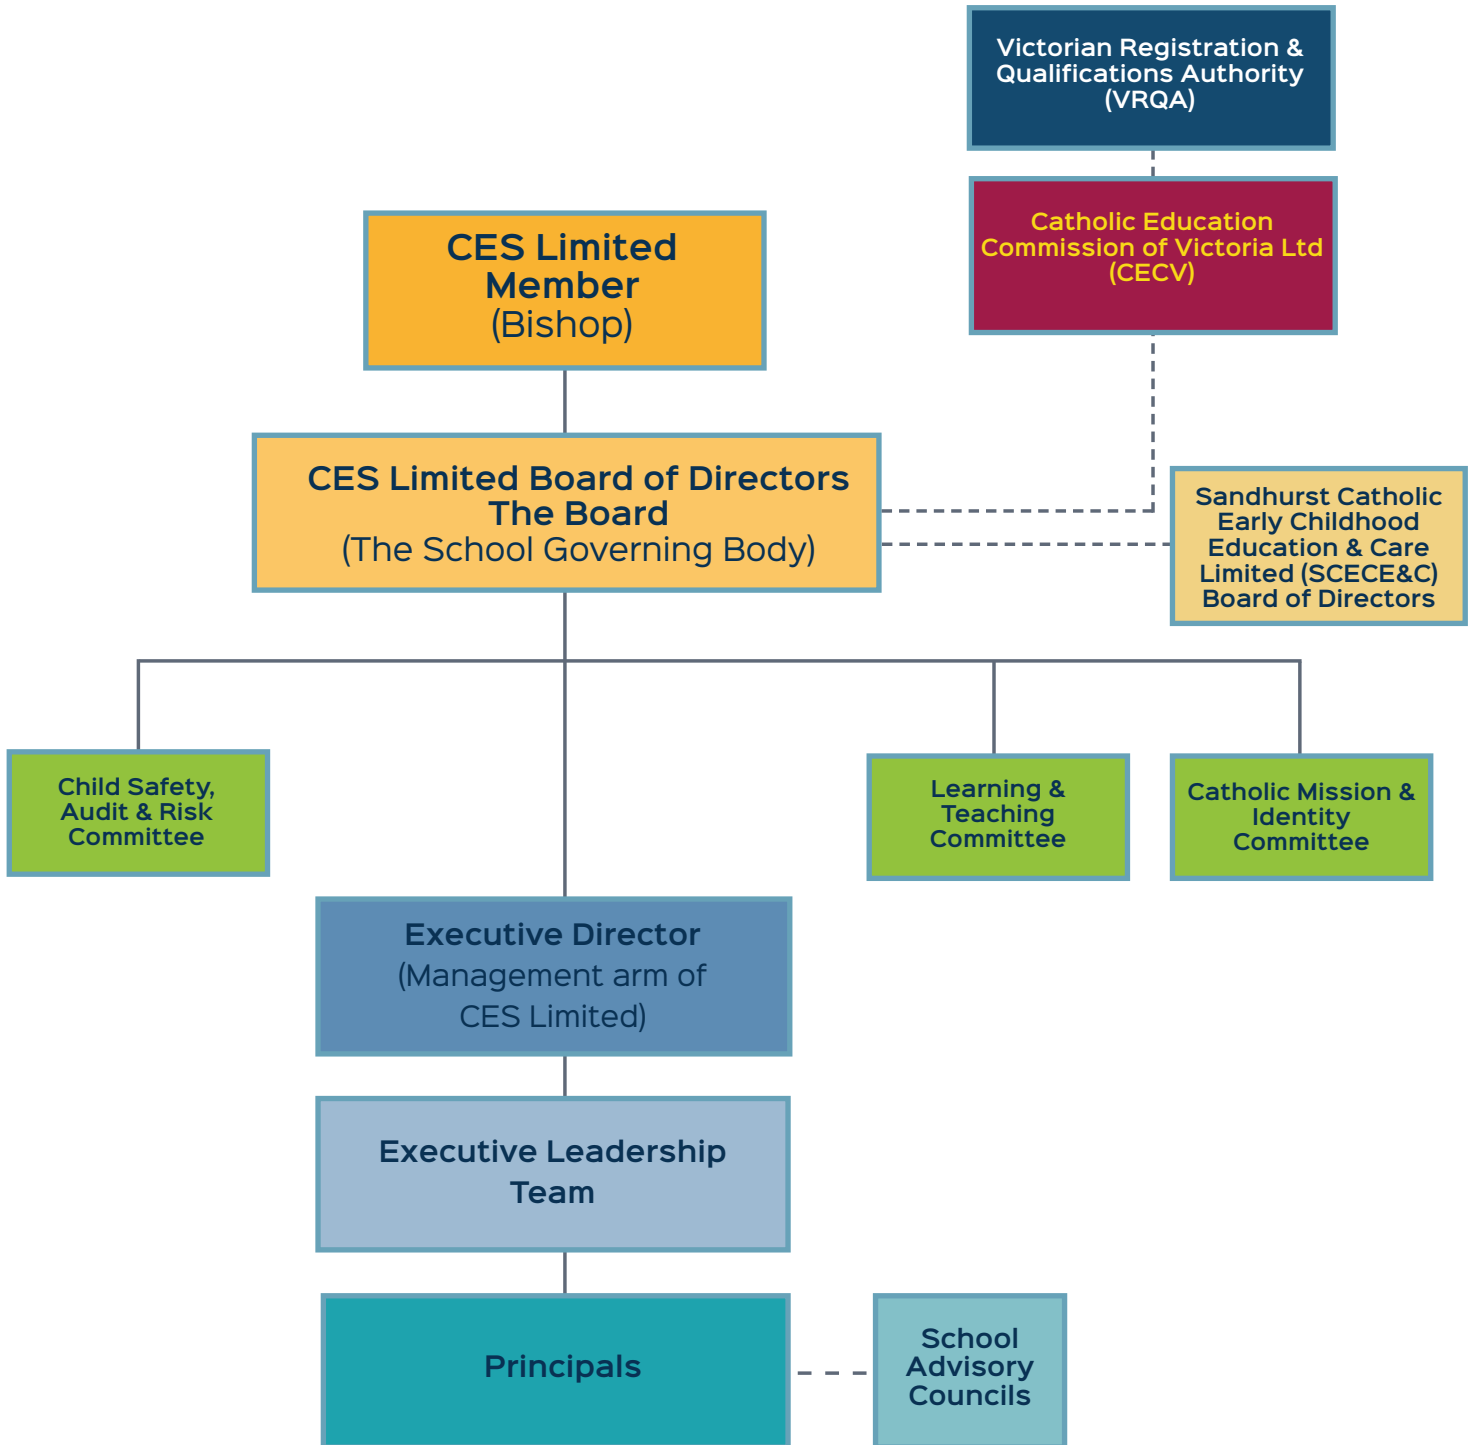 Victorian Registration &
Qualifications Authority
(VRQA)
Catholic Education
Commission of Victoria Ltd
(CECV)
CES Limited
Member
(Bishop)
CES Limited Board of Directors
The Board
(The School Governing Body)
Sandhurst Catholic
Early Childhood
Education & Care
Limited (SCECE&C)
Board of Directors
Child Safety,
Audit & Risk
Committee
Learning &
Teaching
Committee
Catholic Mission &
Identity
Committee
Executive Director
(Management arm of
CES Limited)
Executive Leadership
Team
Principals
School
Advisory
Councils